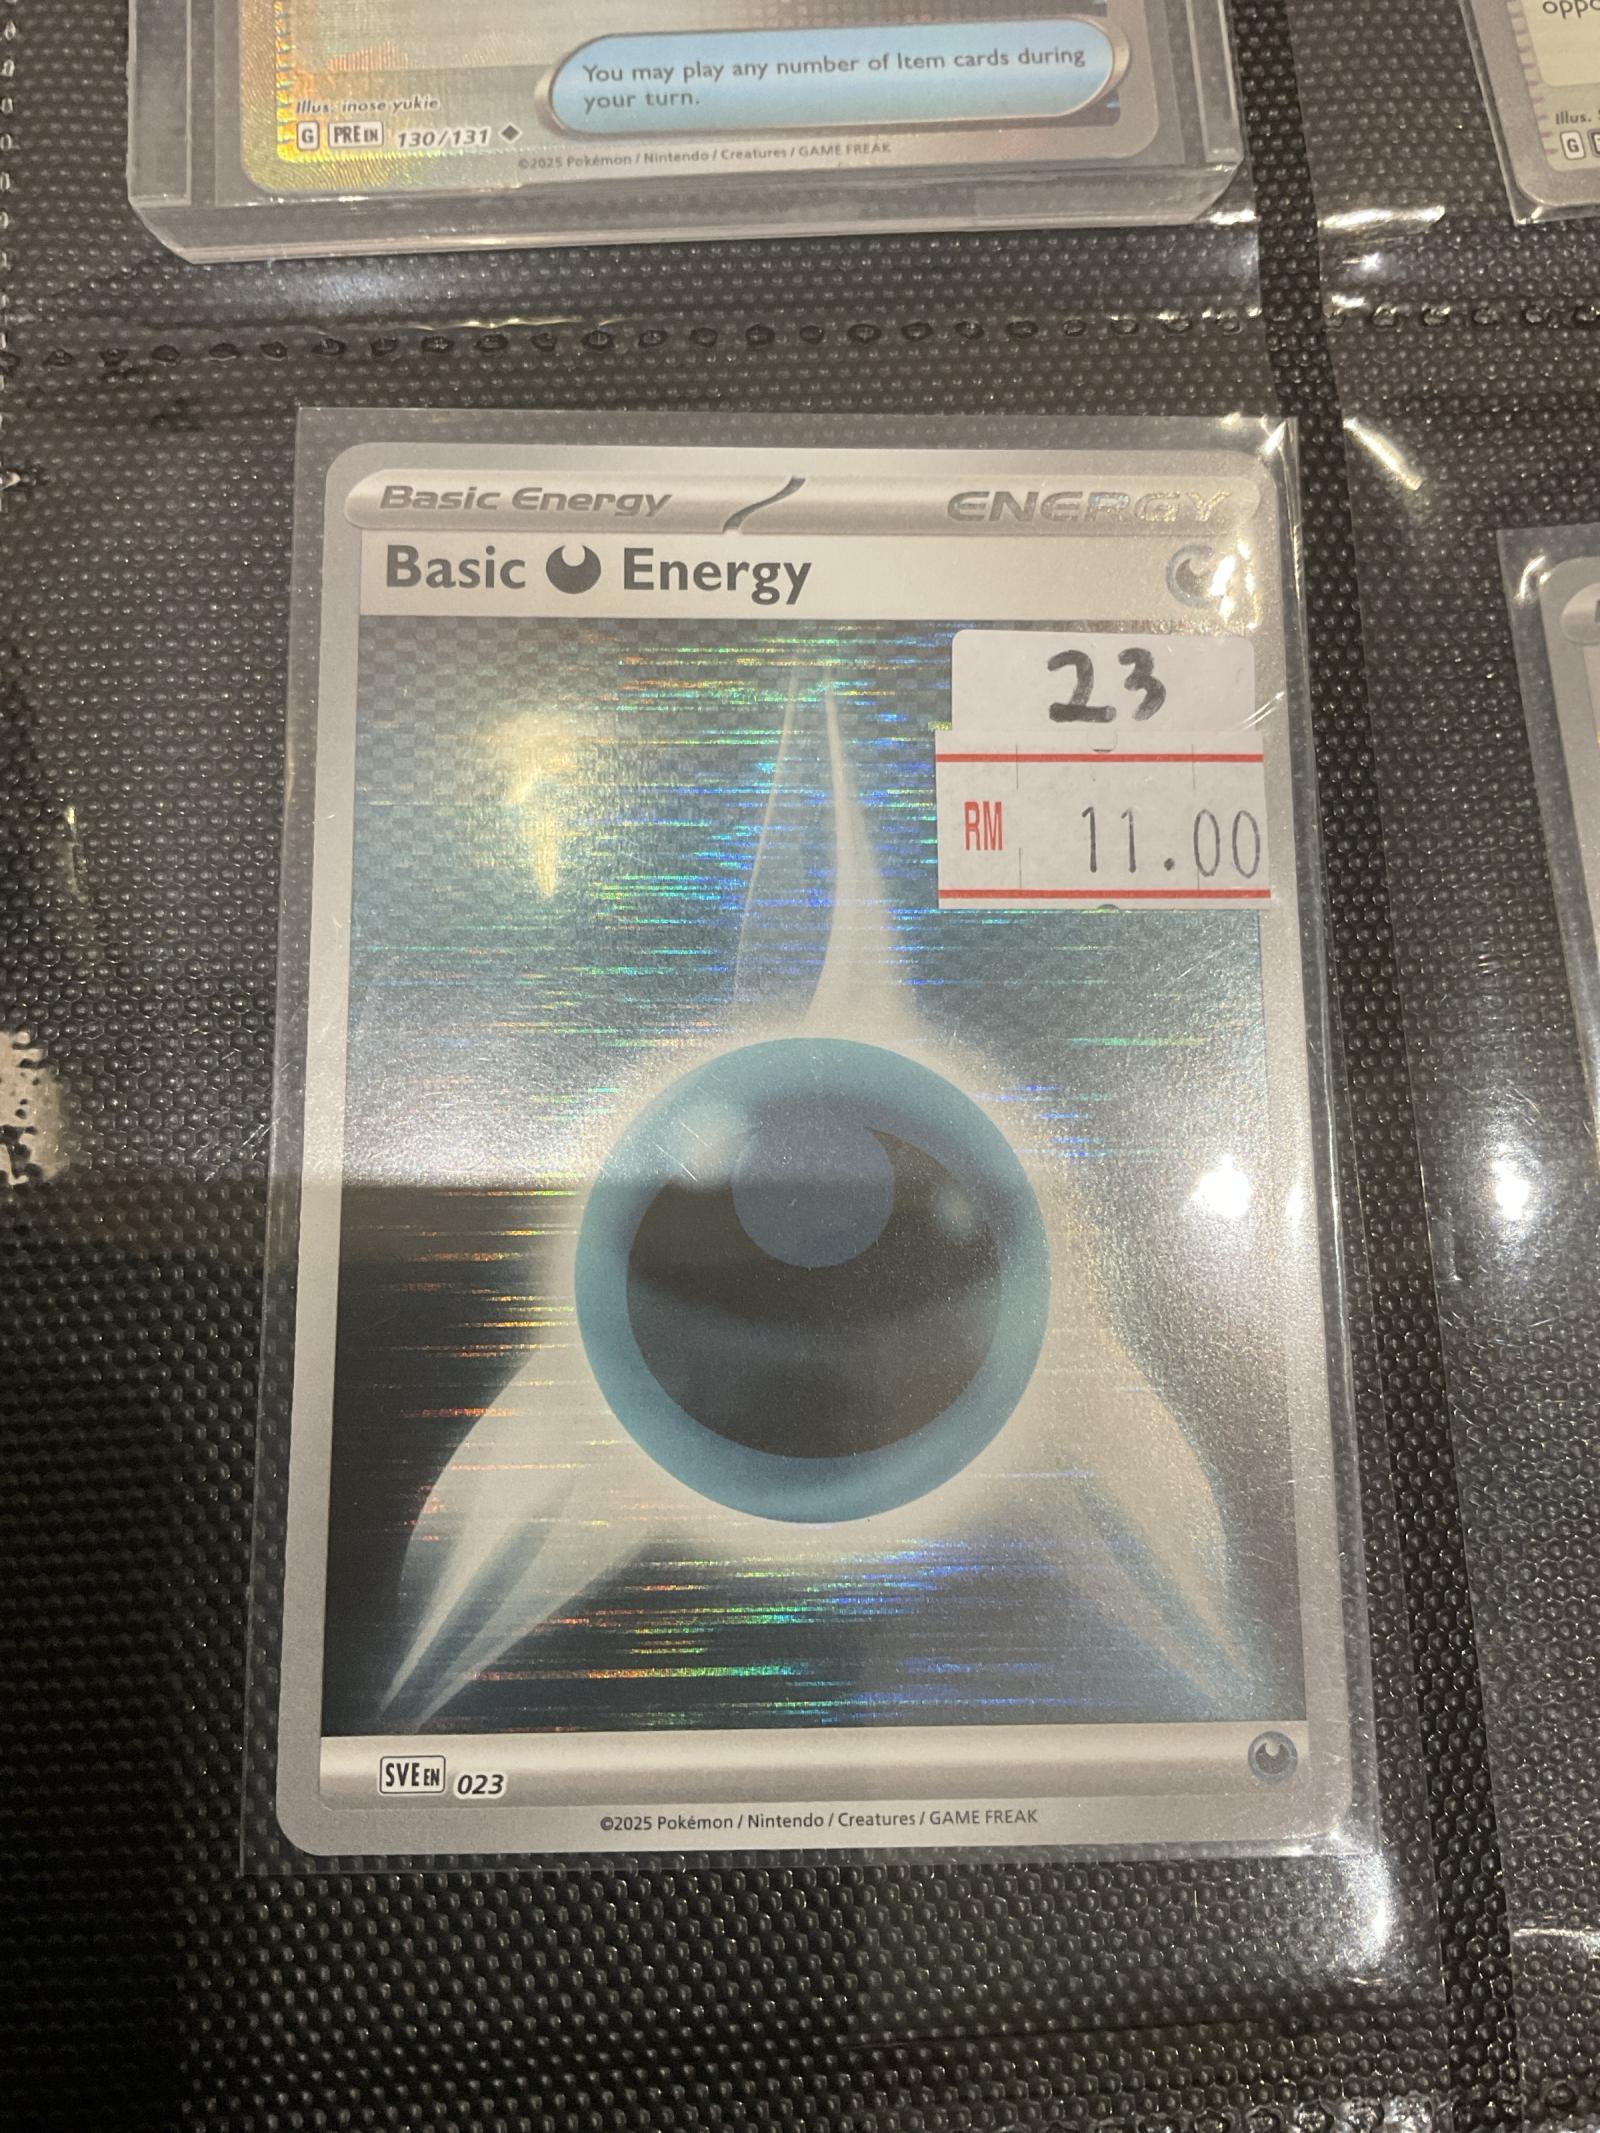 You may play any number of Item cards during
your turn.
Illus. inose yukie
G PRE EN 130/131
©2025 Pokémon / Nintendo / Creatures / GAME FREAK
oppo
Illus.
G
Basic Energy ENERGY
Basic Energy
23
RM 11.00
SVE EN 023
©2025 Pokémon / Nintendo / Creatures / GAME FREAK